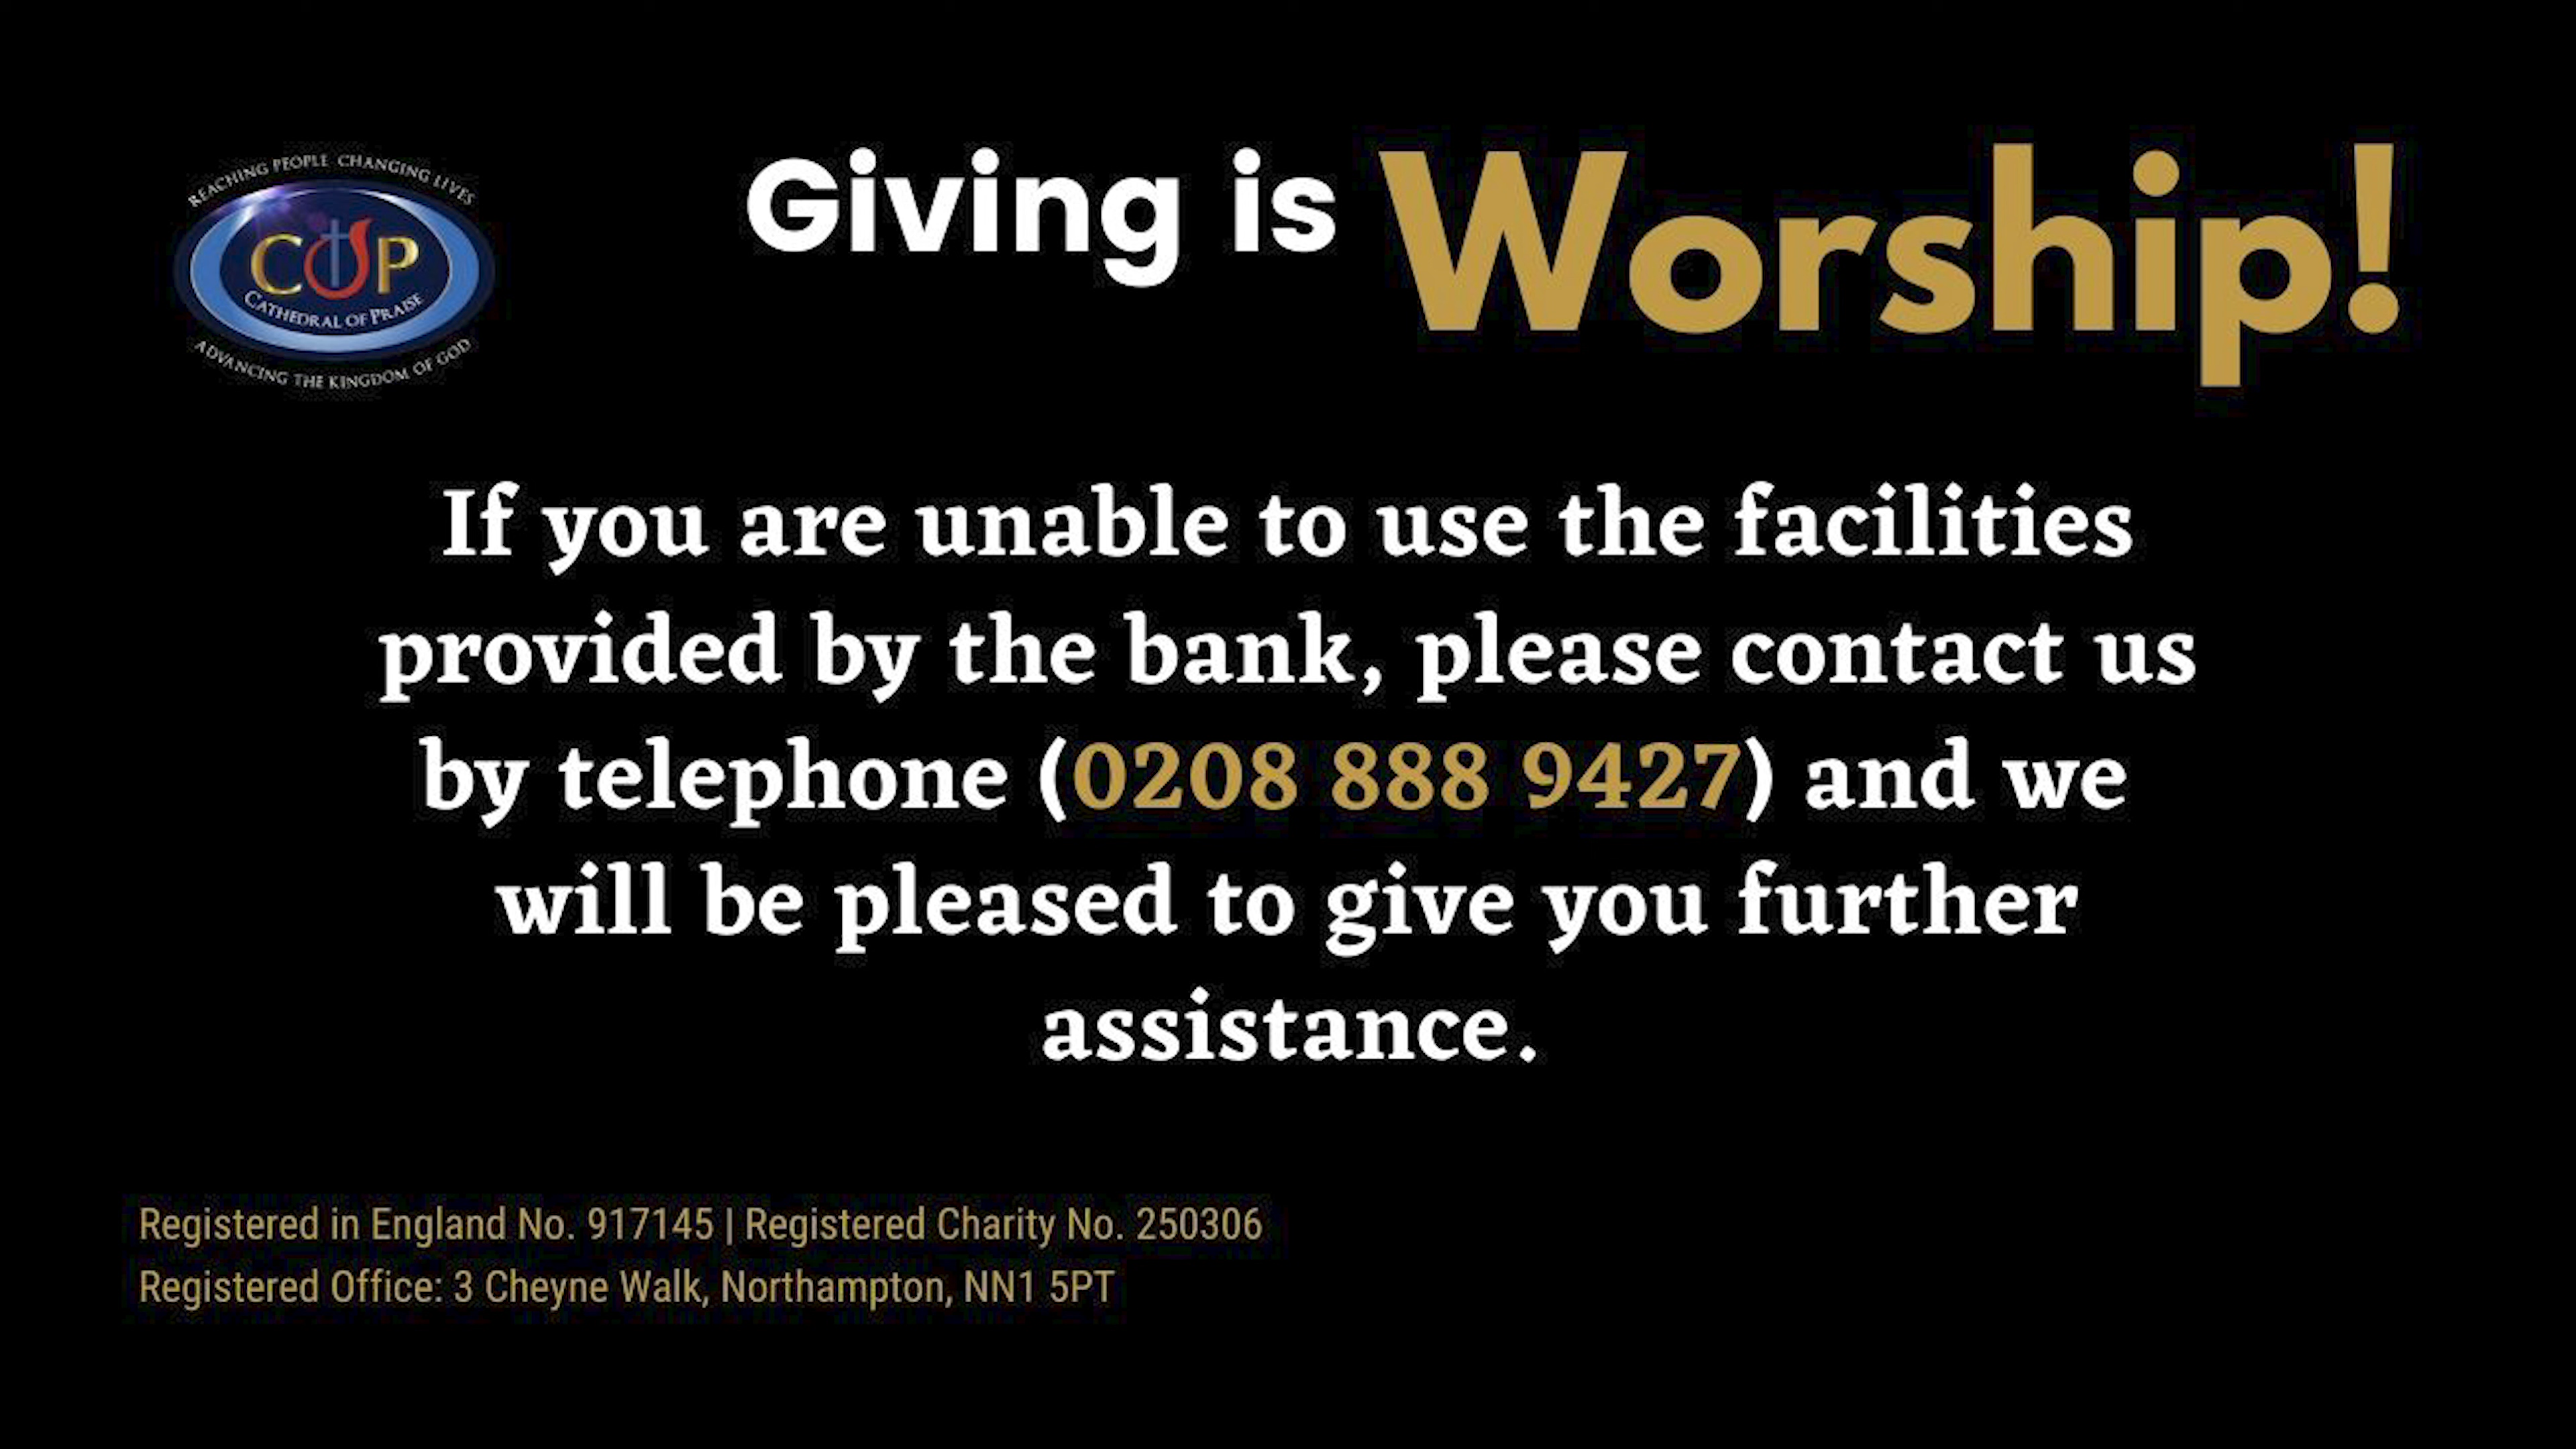 REACHING PEOPLE CHANGING LIVES
COP
CATHEDRAL OF PRAISE
ADVANCING THE KINGDOM OF GOD
Giving is Worship!
If you are unable to use the facilities
provided by the bank, please contact us
by telephone (0208 888 9427) and we
will be pleased to give you further
assistance.
Registered in England No. 917145 | Registered Charity No. 250306
Registered Office: 3 Cheyne Walk, Northampton, NN1 5PT